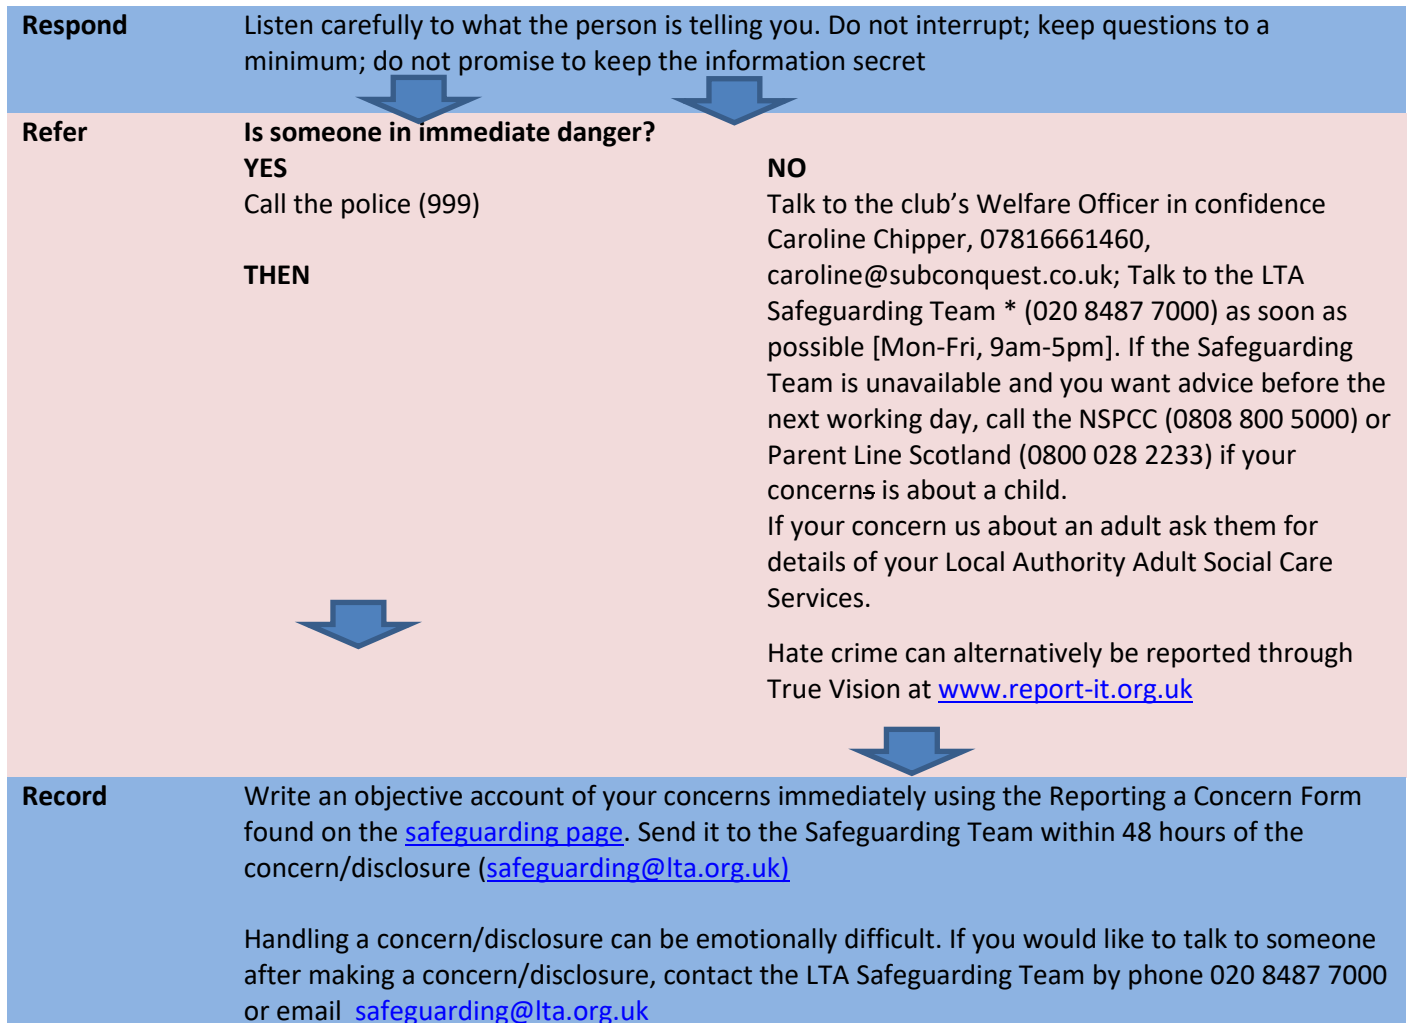 Respond
Listen carefully to what the person is telling you. Do not interrupt; keep questions to a
minimum; do not promise to keep the information secret
Refer
Is someone in immediate danger?
YES
Call the police (999)
THEN
NO
Talk to the club’s Welfare Officer in confidence
Caroline Chipper, 07816661460,
caroline@subconquest.co.uk; Talk to the LTA
Safeguarding Team * (020 8487 7000) as soon as
possible [Mon-Fri, 9am-5pm]. If the Safeguarding
Team is unavailable and you want advice before the
next working day, call the NSPCC (0808 800 5000) or
Parent Line Scotland (0800 028 2233) if your
concerns is about a child.
If your concern us about an adult ask them for
details of your Local Authority Adult Social Care
Services.
Hate crime can alternatively be reported through
True Vision at www.report-it.org.uk
Record
Write an objective account of your concerns immediately using the Reporting a Concern Form
found on the safeguarding page. Send it to the Safeguarding Team within 48 hours of the
concern/disclosure (safeguarding@lta.org.uk)
Handling a concern/disclosure can be emotionally difficult. If you would like to talk to someone
after making a concern/disclosure, contact the LTA Safeguarding Team by phone 020 8487 7000
or email safeguarding@lta.org.uk